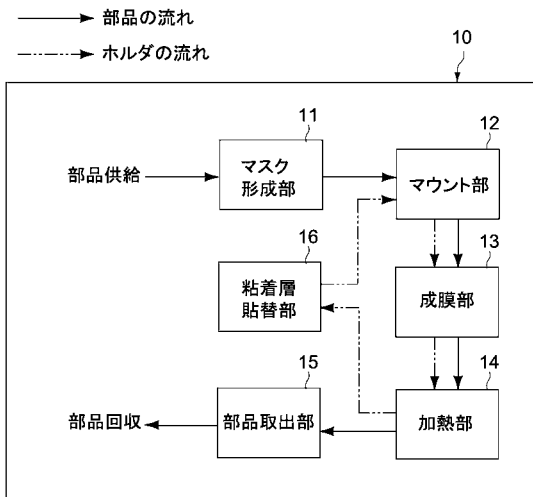 部品の流れ
ホルダの流れ
10
11
12
部品供給
マスク
形成部
マウント部
16
13
粘着層
貼替部
成膜部
15
14
部品回収
部品取出部
加熱部